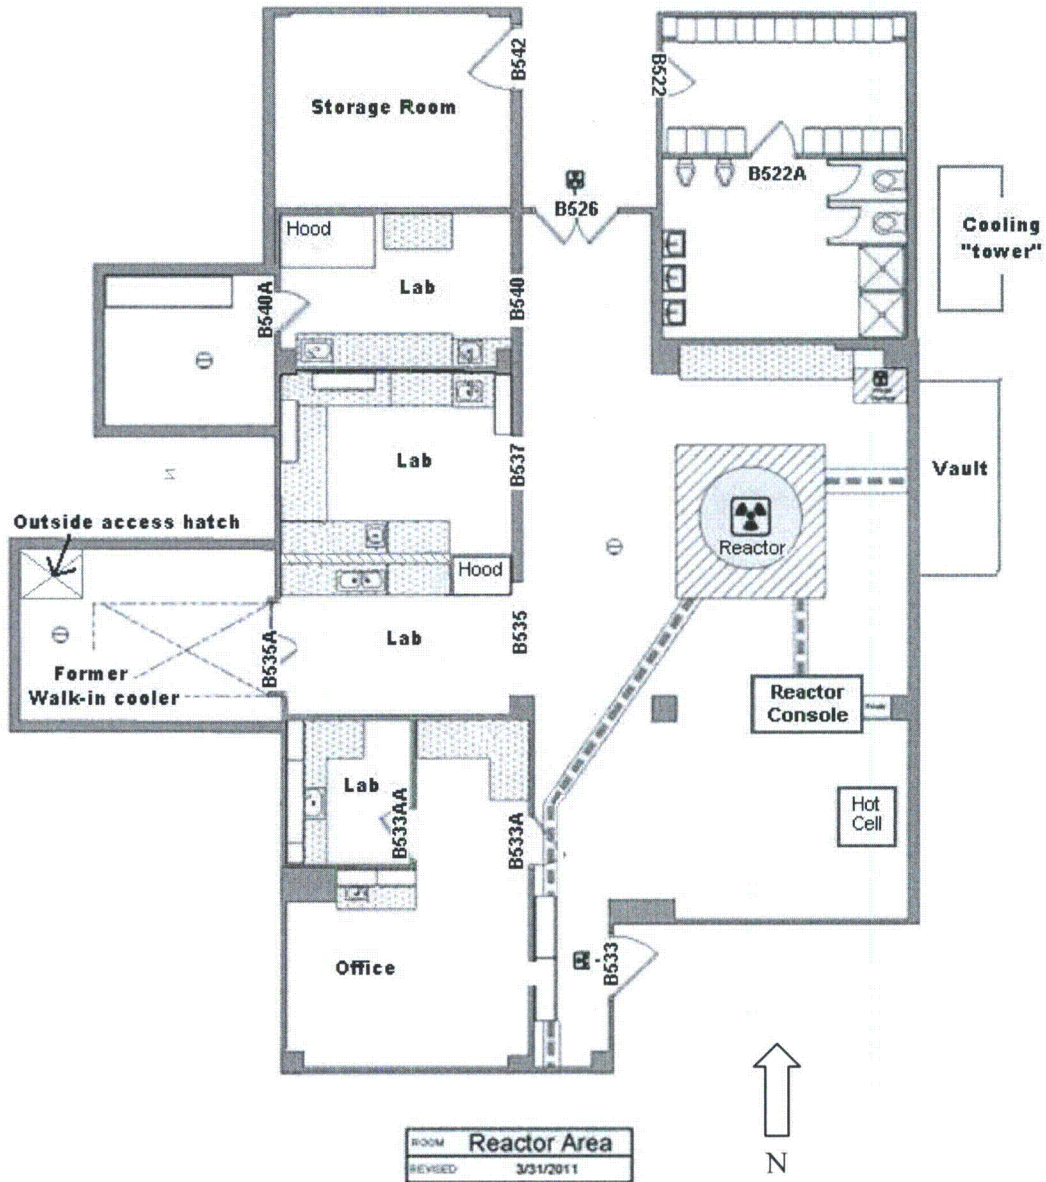 B542
B522
Storage Room
B522A
B526
Hood
Cooling
"tower"
Lab
B540A
B540
Lab
B537
Vault
Outside access hatch
Reactor
Hood
Lab
B535
B535A
Former
Walk-in cooler
Reactor
Console
Lab
B533AA
B533A
Hot
Cell
Office
B533
ROOM Reactor Area
REVISED 3/31/2011
N